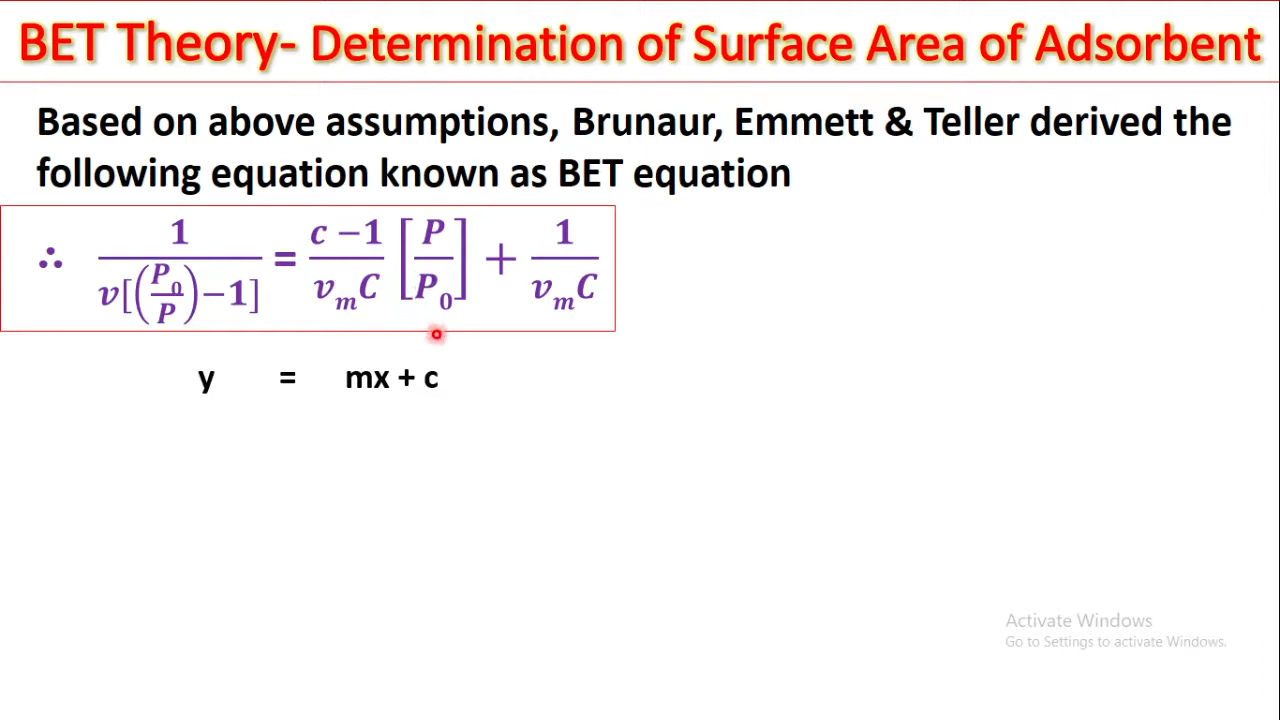 BET Theory- Determination of Surface Area of Adsorbent
Based on above assumptions, Brunaur, Emmett & Teller derived the
following equation known as BET equation
∴ 1/(v[(P₀/P)−1]) = (c −1)/(vₘC) [P/P₀] + 1/(vₘC)
y = mx + c
Activate Windows
Go to Settings to activate Windows.